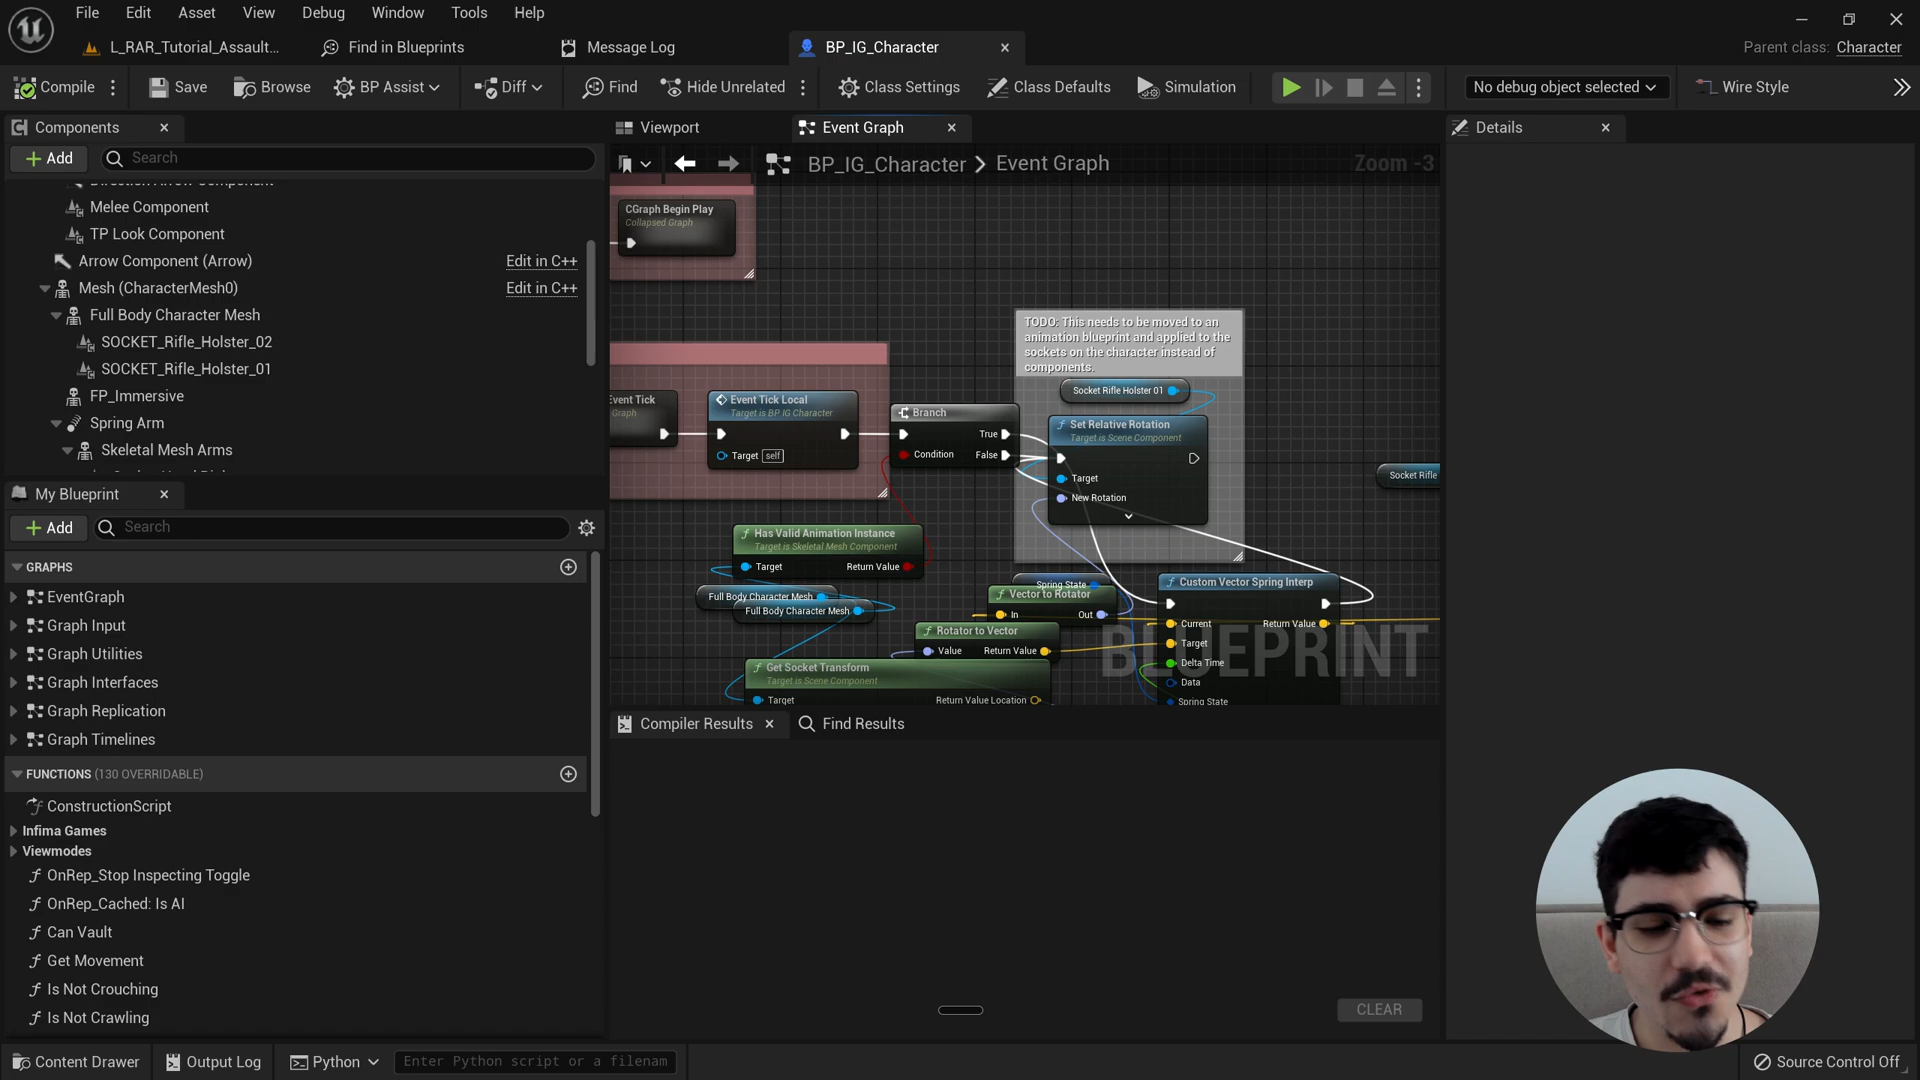 File Edit Asset View Debug Window Tools Help
L_RAR_Tutorial_Assault... Find in Blueprints Message Log BP_IG_Character Parent class: Character
Compile Save Browse BP Assist Diff Find Hide Unrelated Class Settings Class Defaults Simulation No debug object selected Wire Style
Components
Add Search
Direction Arrow Component
Melee Component
TP Look Component
Arrow Component (Arrow) Edit in C++
Mesh (CharacterMesh0) Edit in C++
Full Body Character Mesh
SOCKET_Rifle_Holster_02
SOCKET_Rifle_Holster_01
FP_Immersive
Spring Arm
Skeletal Mesh Arms
My Blueprint
Add Search
GRAPHS
EventGraph
Graph Input
Graph Utilities
Graph Interfaces
Graph Replication
Graph Timelines
FUNCTIONS (130 OVERRIDABLE)
ConstructionScript
Infima Games
Viewmodes
OnRep_Stop Inspecting Toggle
OnRep_Cached: Is AI
Can Vault
Get Movement
Is Not Crouching
Is Not Crawling
Viewport Event Graph
BP_IG_Character > Event Graph Zoom -3
CGraph Begin Play
Collapsed Graph
TODO: This needs to be moved to an
animation blueprint and applied to the
sockets on the character instead of
components.
Socket Rifle Holster 01
Event Tick
Graph
Event Tick Local
Target is BP IG Character
Target self
Branch
True
Condition False
Set Relative Rotation
Target is Scene Component
Target
New Rotation
Socket Rifle
Has Valid Animation Instance
Target is Skeletal Mesh Component
Target Return Value
Full Body Character Mesh
Full Body Character Mesh
Spring State
Vector to Rotator
In Out
Rotator to Vector
Value Return Value
Get Socket Transform
Target is Scene Component
Target Return Value Location
Custom Vector Spring Interp
Current Return Value
Target
Delta Time
Data
Spring State
BLUEPRINT
Compiler Results Find Results
CLEAR
Details
Content Drawer Output Log Python Enter Python script or a filenam Source Control Off